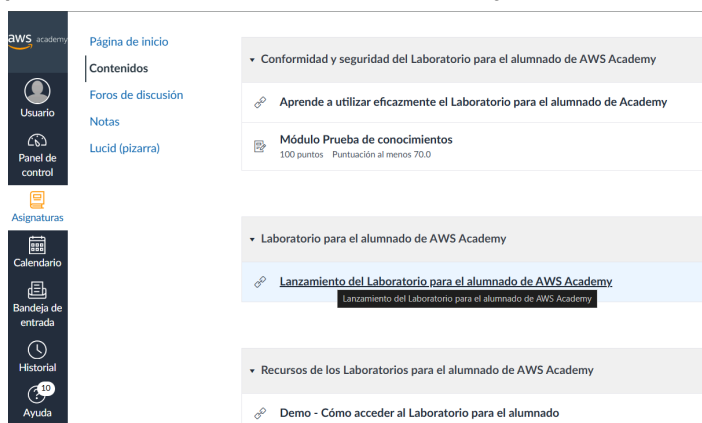 aws academy
Usuario
Panel de
control
Asignaturas
Calendario
Bandeja de
entrada
Historial
10
Ayuda
Página de inicio
Contenidos
Foros de discusión
Notas
Lucid (pizarra)
Conformidad y seguridad del Laboratorio para el alumnado de AWS Academy
Aprende a utilizar eficazmente el Laboratorio para el alumnado de Academy
Módulo Prueba de conocimientos
100 puntos Puntuación al menos 70.0
Laboratorio para el alumnado de AWS Academy
Lanzamiento del Laboratorio para el alumnado de AWS Academy
Lanzamiento del Laboratorio para el alumnado de AWS Academy
Recursos de los Laboratorios para el alumnado de AWS Academy
Demo - Cómo acceder al Laboratorio para el alumnado